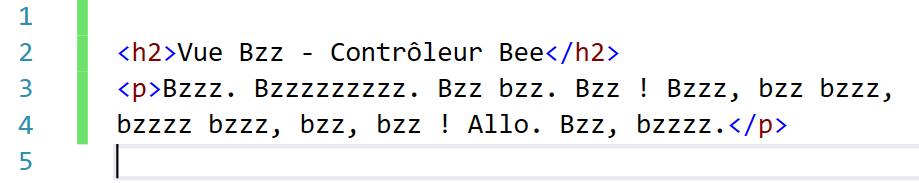 1
2 <h2>Vue Bzz - Contrôleur Bee</h2>
3 <p>Bzzz. Bzzzzzzzzz. Bzz bzz. Bzz ! Bzzz, bzz bzzz,
4 bzzzz bzzz, bzz, bzz ! Allo. Bzz, bzzzz.</p>
5